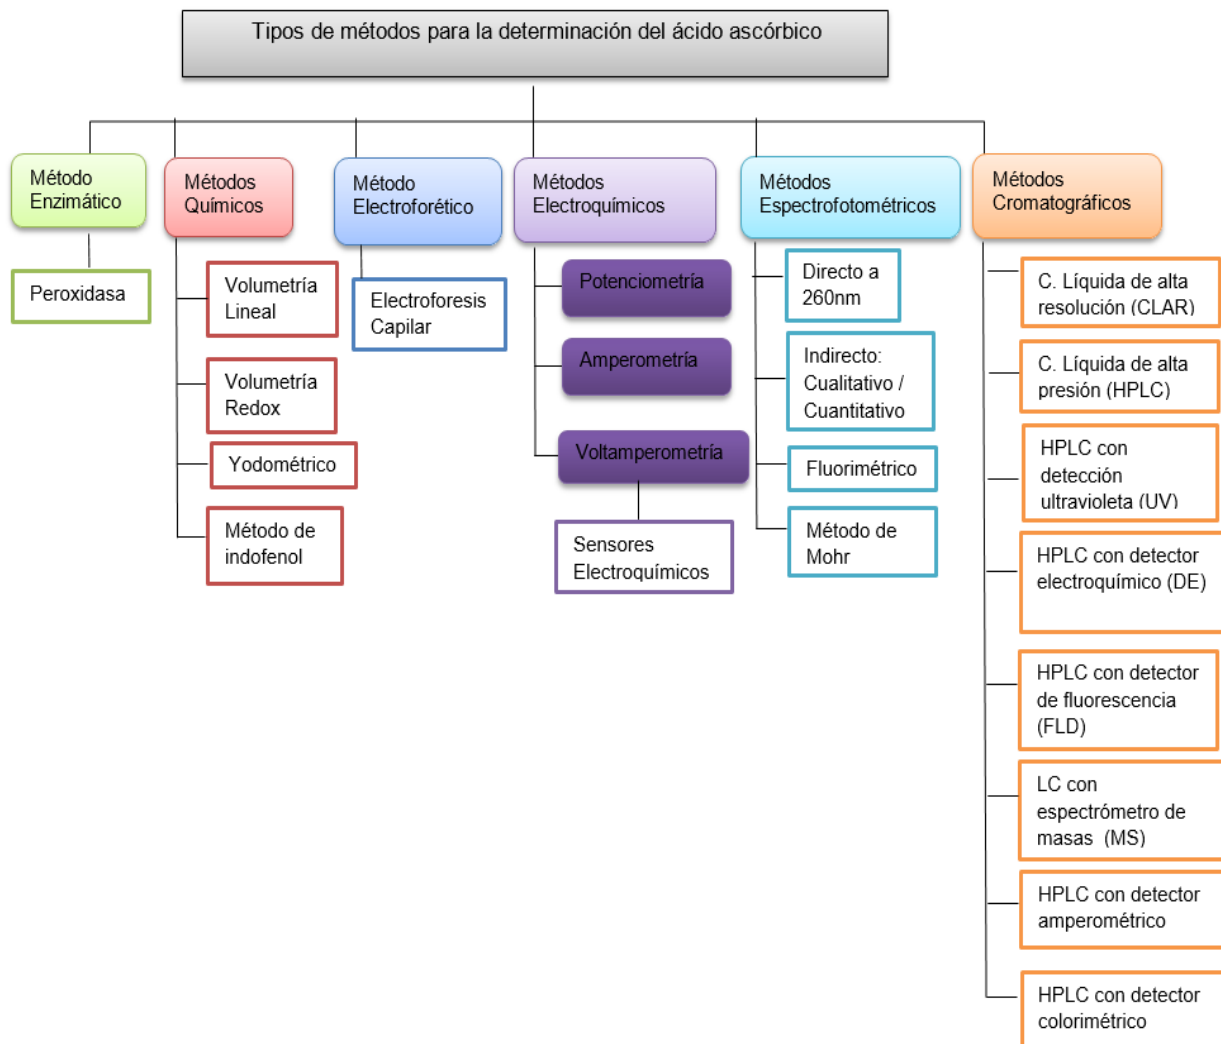 Tipos de métodos para la determinación del ácido ascórbico
Método
Enzimático
Peroxidasa
Métodos
Químicos
Volumetría
Lineal
Volumetría
Redox
Yodométrico
Método de
indofenol
Método
Electroforético
Electroforesis
Capilar
Métodos
Electroquímicos
Potenciometría
Amperometría
Voltamperometría
Sensores
Electroquímicos
Métodos
Espectrofotométricos
Directo a
260nm
Indirecto:
Cualitativo /
Cuantitativo
Fluorimétrico
Método de
Mohr
Métodos
Cromatográficos
C. Líquida de alta
resolución (CLAR)
C. Líquida de alta
presión (HPLC)
HPLC con
detección
ultravioleta (UV)
HPLC con detector
electroquímico (DE)
HPLC con detector
de fluorescencia
(FLD)
LC con
espectrómetro de
masas (MS)
HPLC con detector
amperométrico
HPLC con detector
colorimétrico